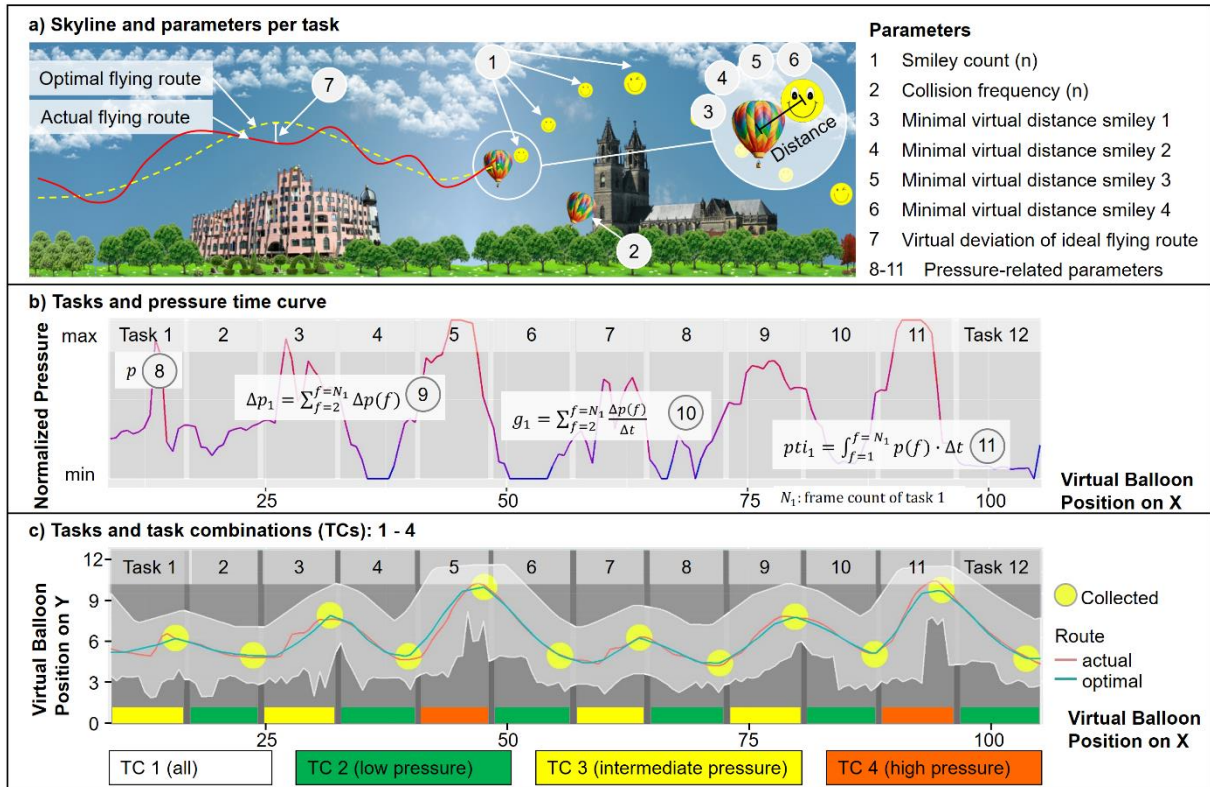 a) Skyline and parameters per task
Optimal flying route
Actual flying route
7
1
3
4
5
6
Distance
2
Parameters
1 Smiley count (n)
2 Collision frequency (n)
3 Minimal virtual distance smiley 1
4 Minimal virtual distance smiley 2
5 Minimal virtual distance smiley 3
6 Minimal virtual distance smiley 4
7 Virtual deviation of ideal flying route
8-11 Pressure-related parameters
b) Tasks and pressure time curve
Normalized Pressure
max
min
Task 1 2 3 4 5 6 7 8 9 10 11 Task 12
p 8
Δp₁ = ∑_{f=2}^{f=N₁} Δp(f) 9
g₁ = ∑_{f=2}^{f=N₁} Δp(f)/Δt 10
pti₁ = ∫_{f=1}^{f=N₁} p(f) · Δt 11
N₁: frame count of task 1
25 50 75 100
Virtual Balloon
Position on X
c) Tasks and task combinations (TCs): 1 - 4
Virtual Balloon
Position on Y
12
9
6
3
0
Task 1 2 3 4 5 6 7 8 9 10 11 Task 12
Collected
Route
actual
optimal
25 50 75 100
Virtual Balloon
Position on X
TC 1 (all)
TC 2 (low pressure)
TC 3 (intermediate pressure)
TC 4 (high pressure)